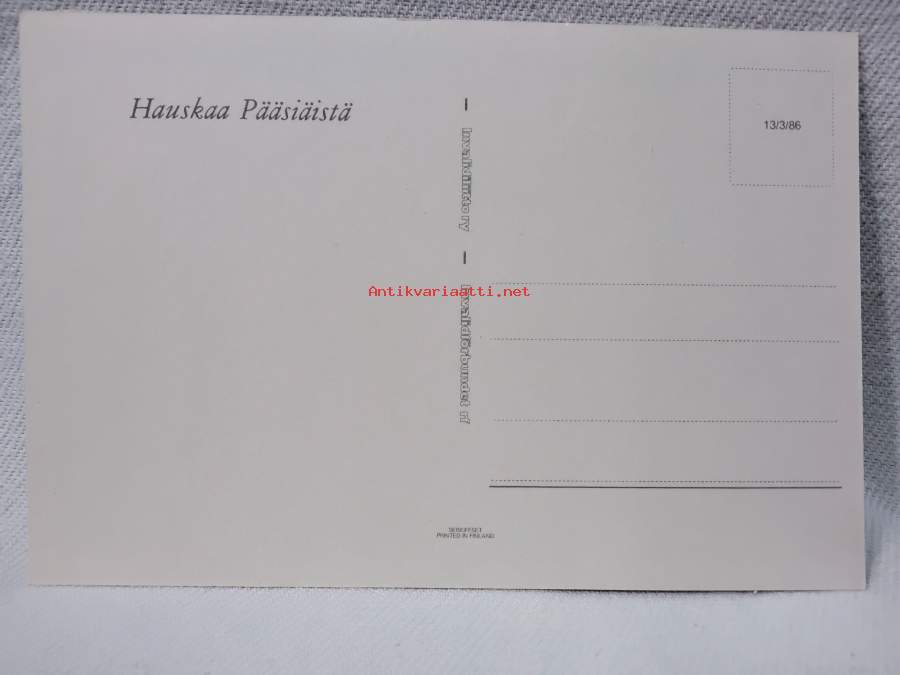 Hauskaa Pääsiäistä
13/3/86
Invalidiliitto ry
Invalidförbundet rf
Antikvariaatti.net
PRINTED IN FINLAND